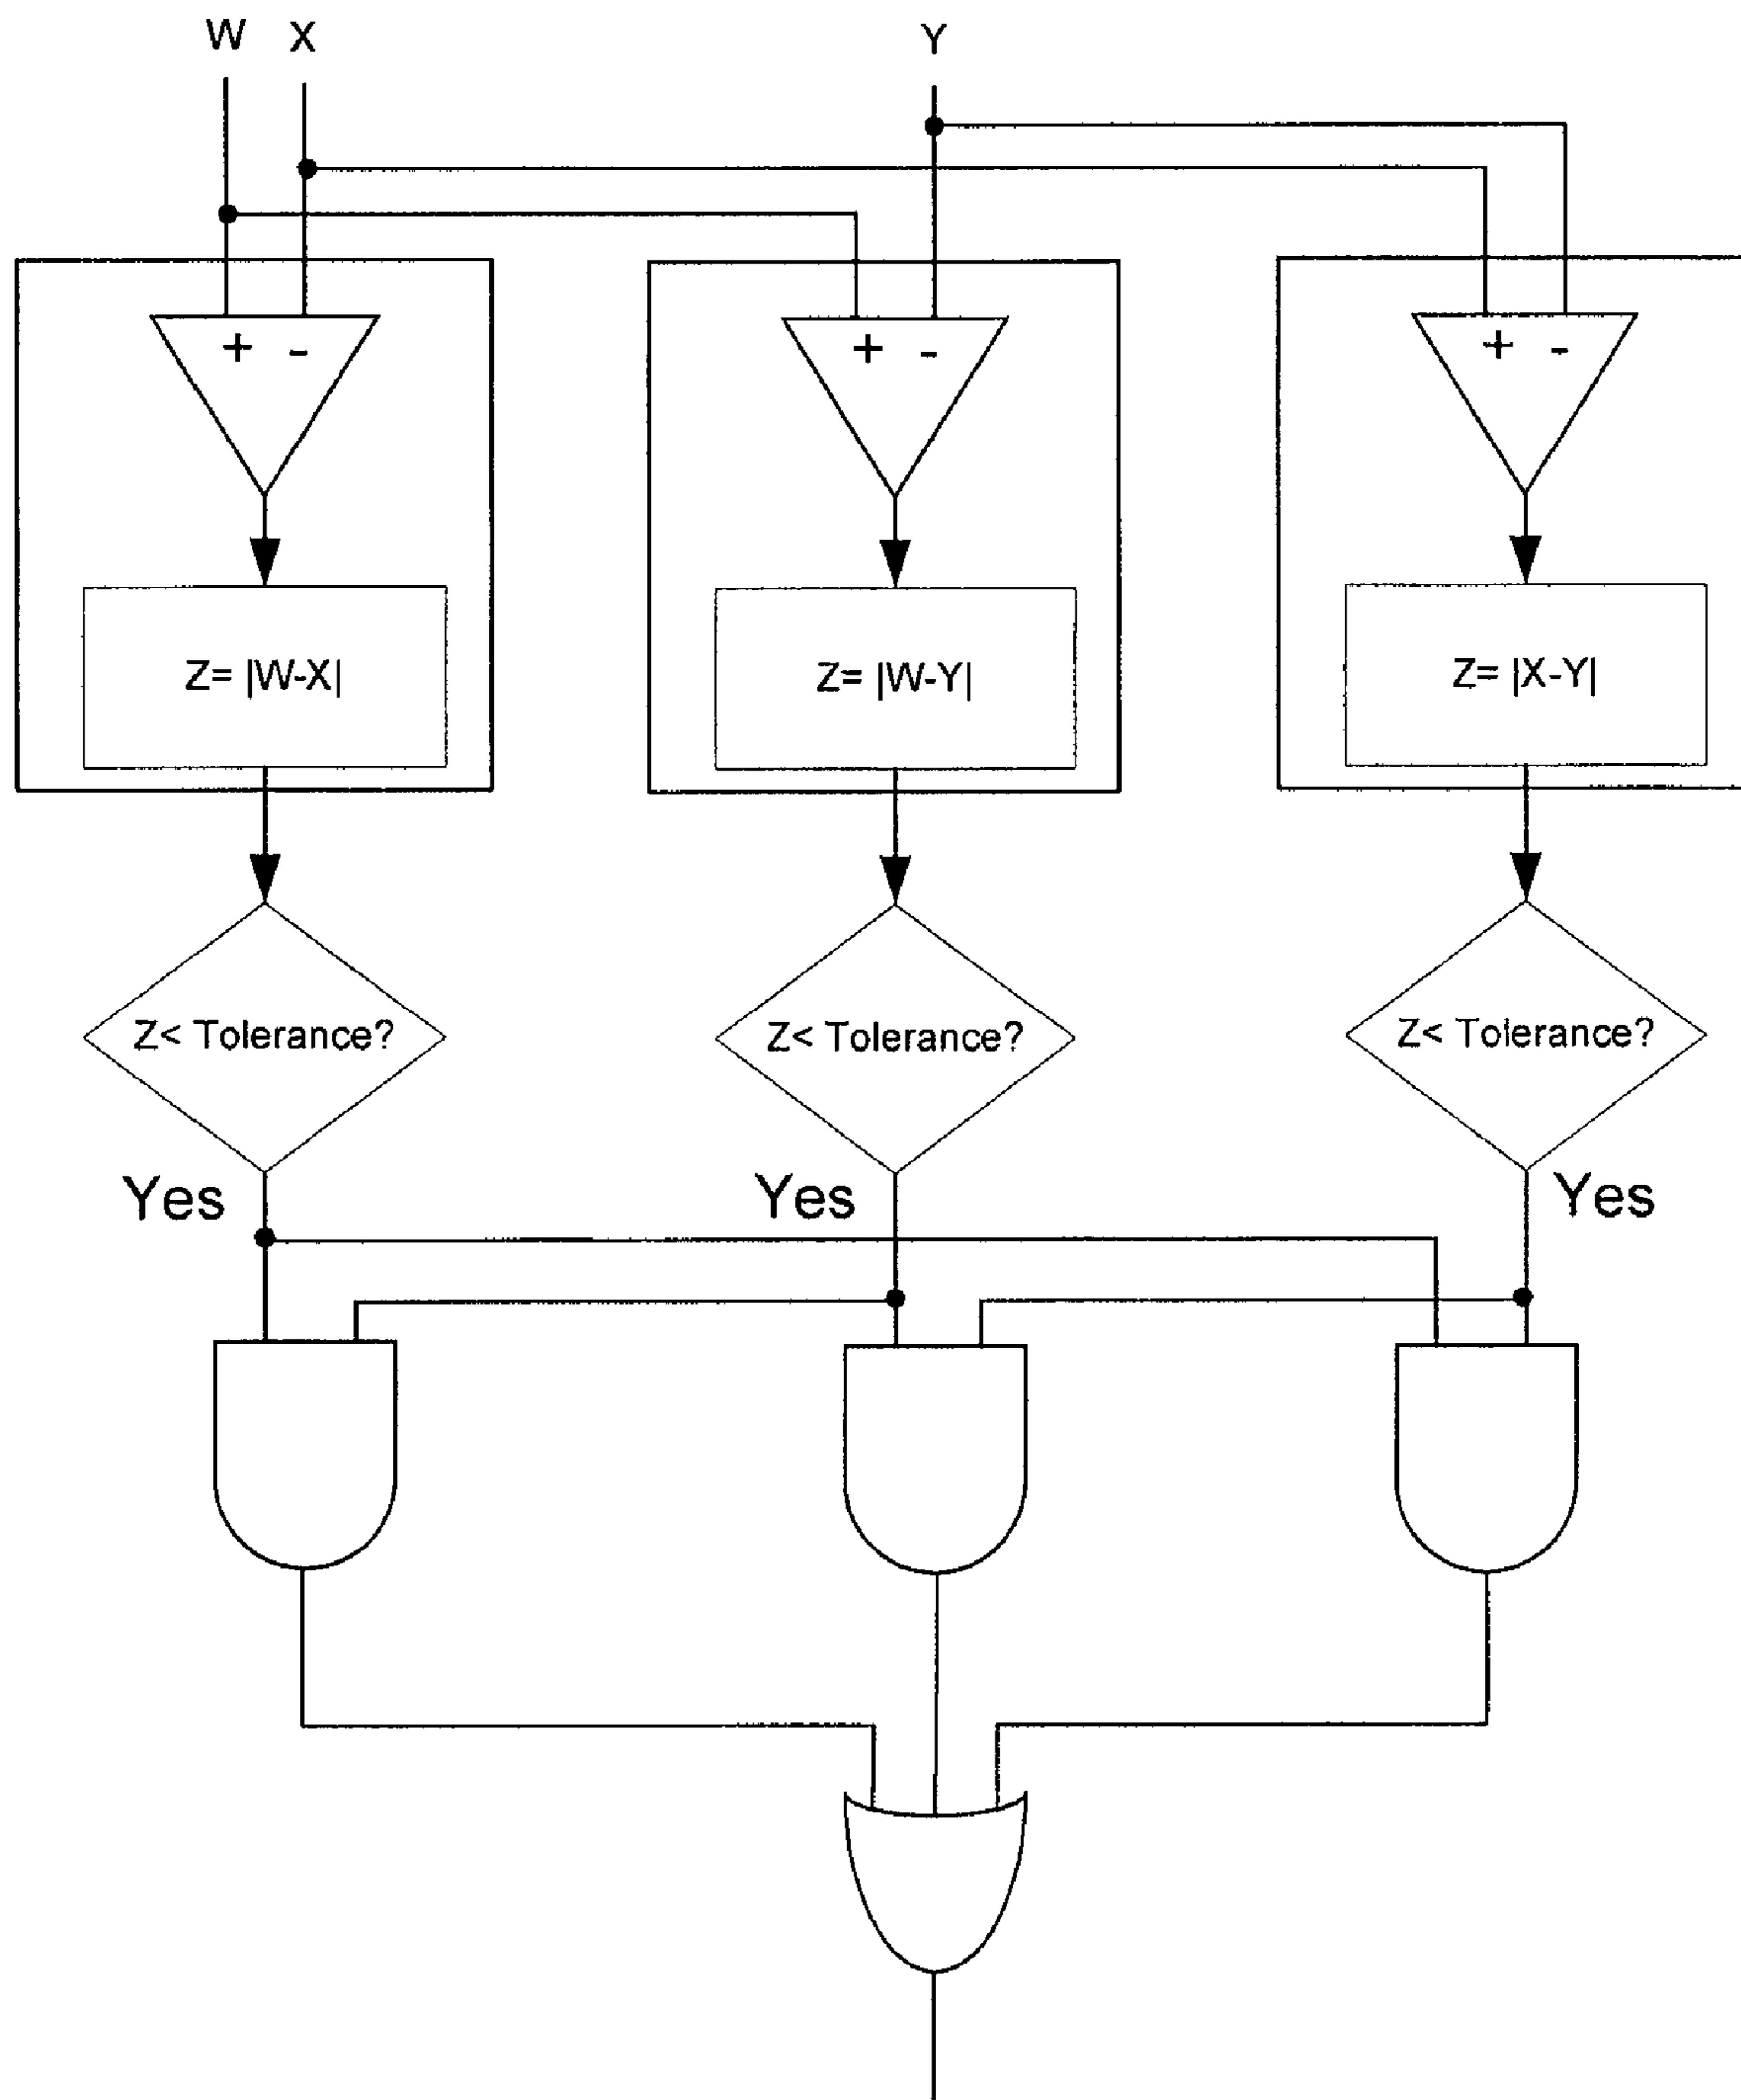 W X Y
+ - + - + -
Z= |W-X| Z= |W-Y| Z= |X-Y|
Z< Tolerance? Z< Tolerance? Z< Tolerance?
Yes Yes Yes